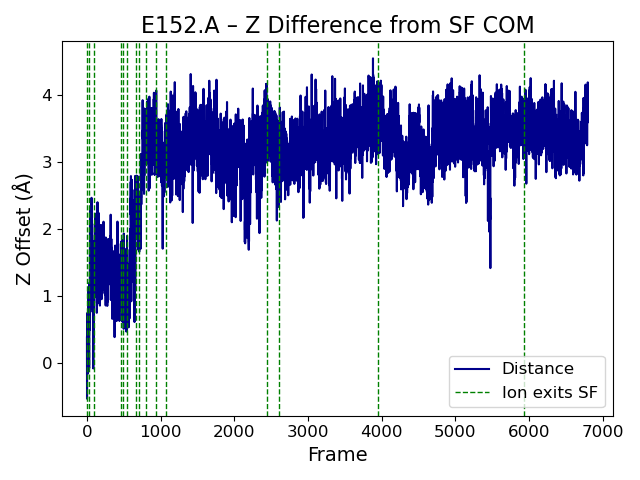 E152.A – Z Difference from SF COM
Z Offset (Å)
4
3
2
1
0
Distance
Ion exits SF
0 1000 2000 3000 4000 5000 6000 7000
Frame